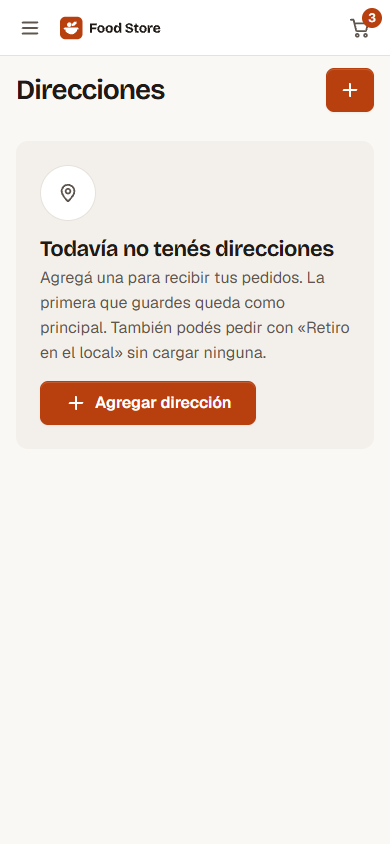 Food Store
3
Direcciones
Todavía no tenés direcciones
Agregá una para recibir tus pedidos. La
primera que guardes queda como
principal. También podés pedir con «Retiro
en el local» sin cargar ninguna.
Agregar dirección